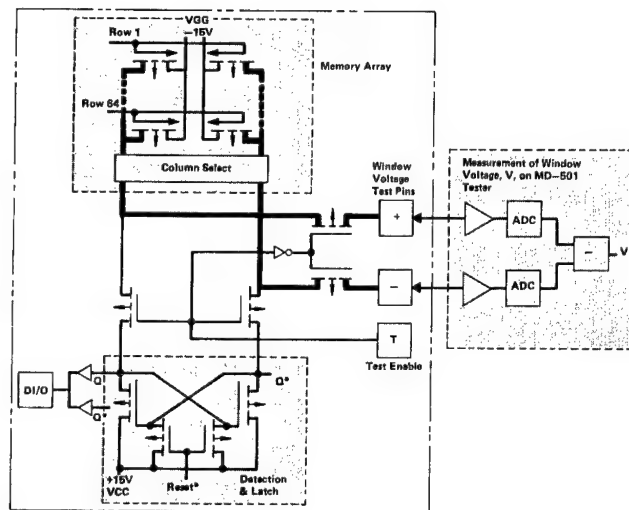 VGG
Row 1
—15V
Memory Array
Row 64
Column Select
Window
Voltage
Test Pins
Measurement of Window
Voltage, V, on MD—501
Tester
+
ADC
—
V
—
ADC
T
Test Enable
DI/O
Q
Q*
Q*
+15V
VCC
Reset*
Detection
& Latch